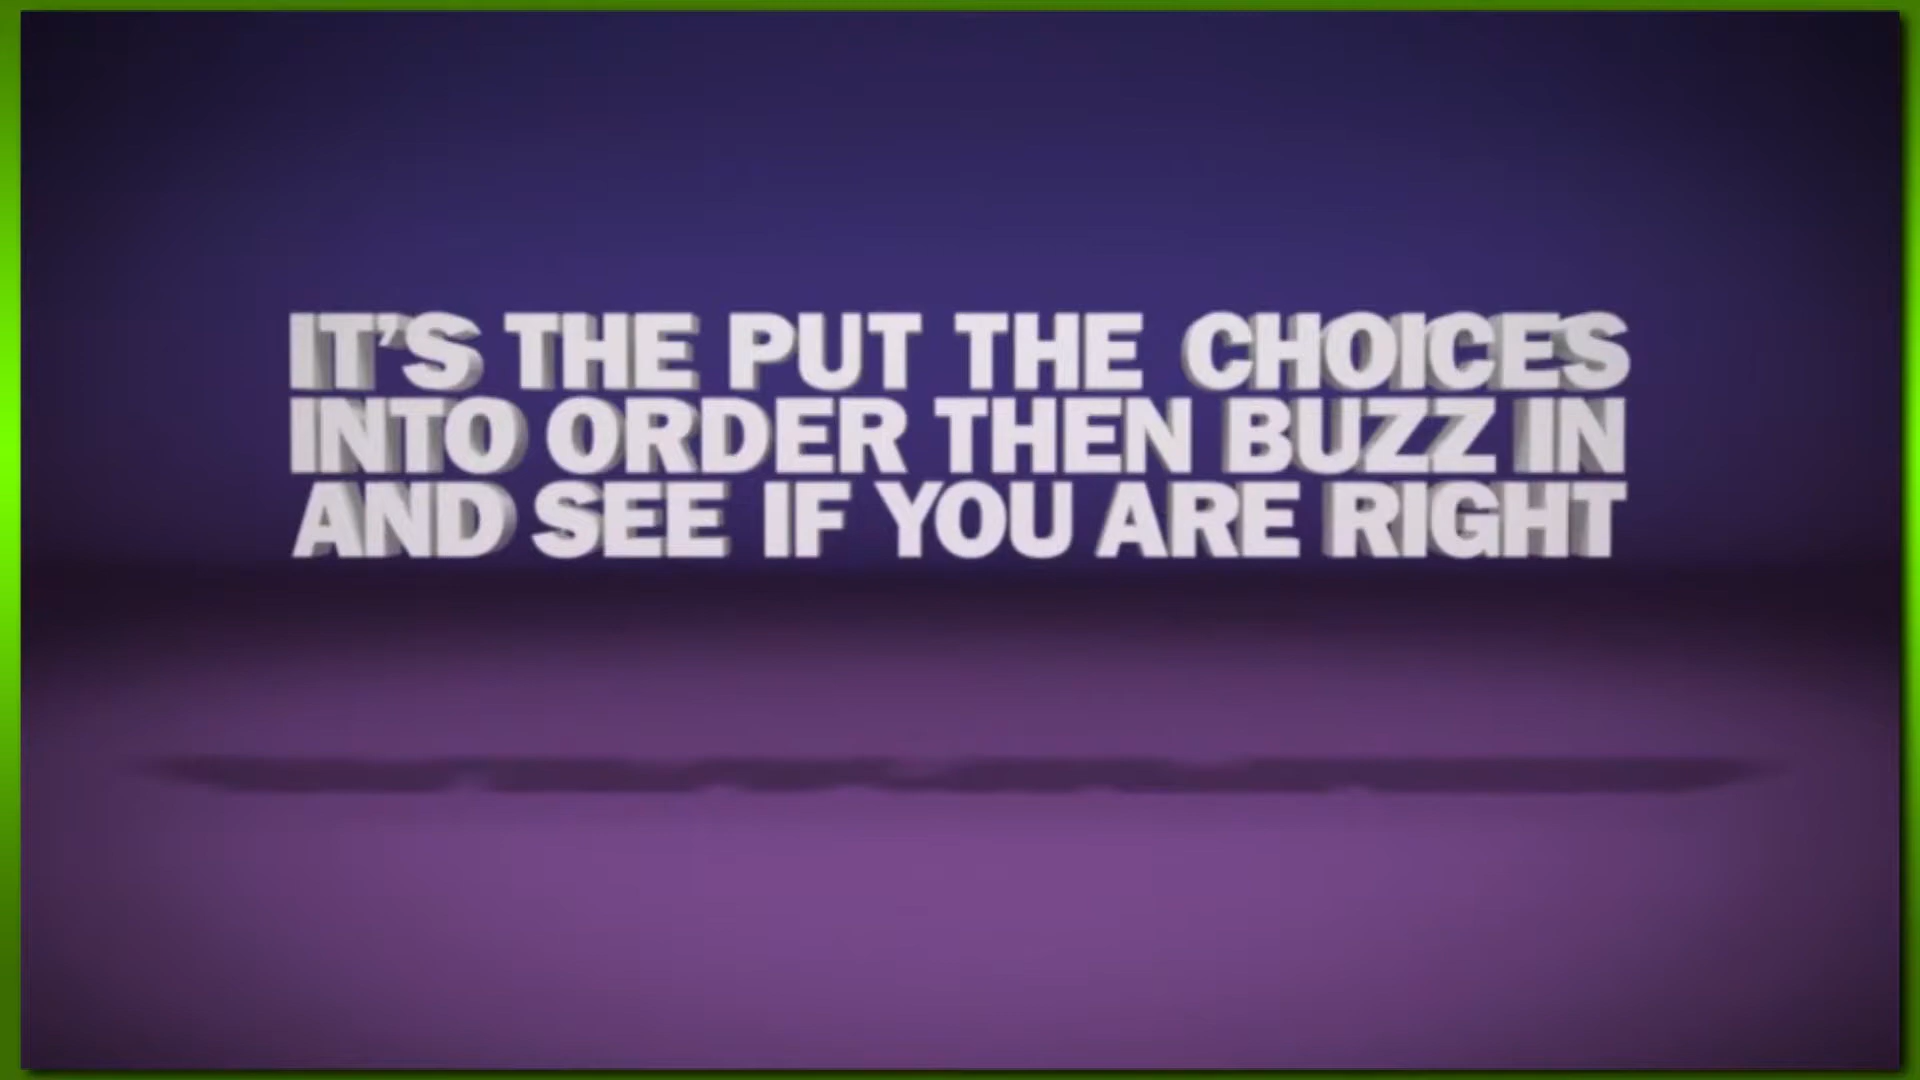 IT'S THE PUT THE CHOICES
INTO ORDER THEN BUZZ IN
AND SEE IF YOU ARE RIGHT